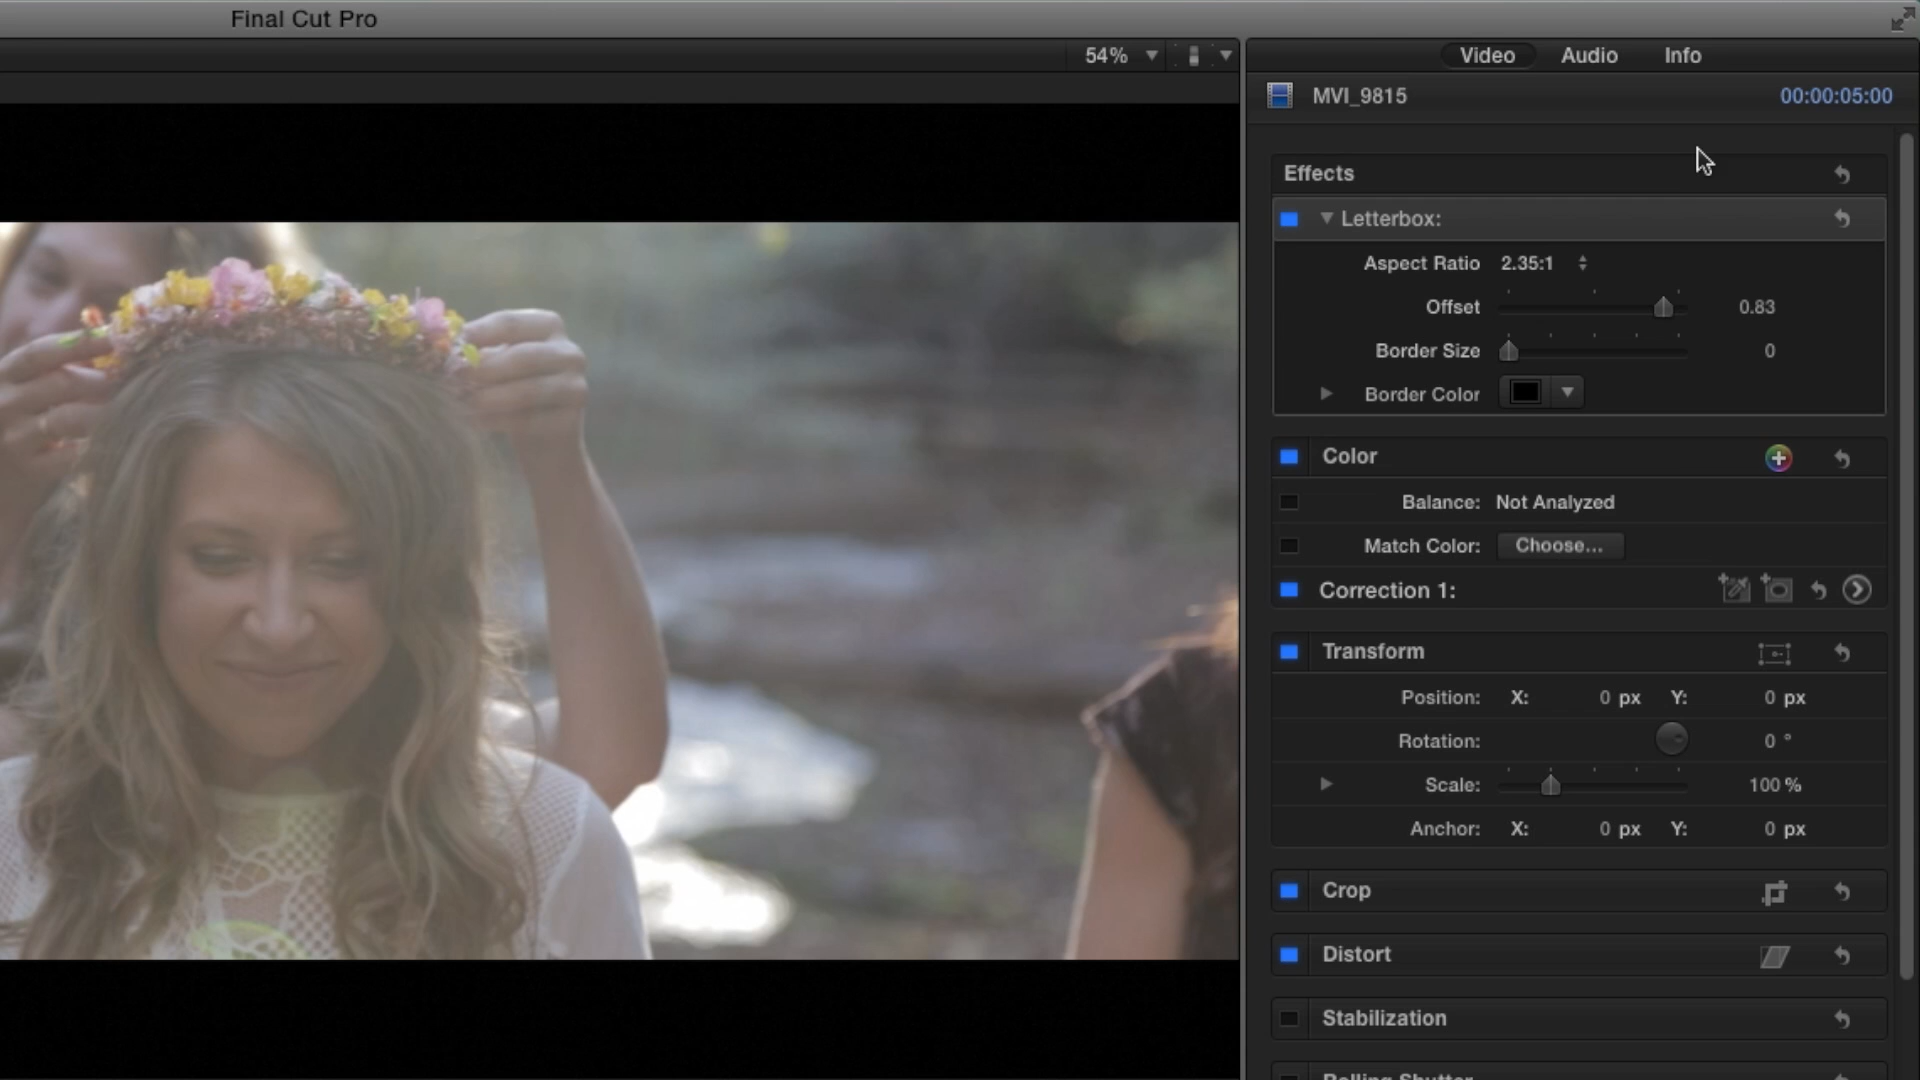 Final Cut Pro
54%
Video Audio Info
MVI_9815 00:00:05:00
Effects
Letterbox:
Aspect Ratio 2.35:1
Offset 0.83
Border Size 0
Border Color
Color
Balance: Not Analyzed
Match Color: Choose...
Correction 1:
Transform
Position: X: 0 px Y: 0 px
Rotation: 0 °
Scale: 100 %
Anchor: X: 0 px Y: 0 px
Crop
Distort
Stabilization
Rolling Shutter